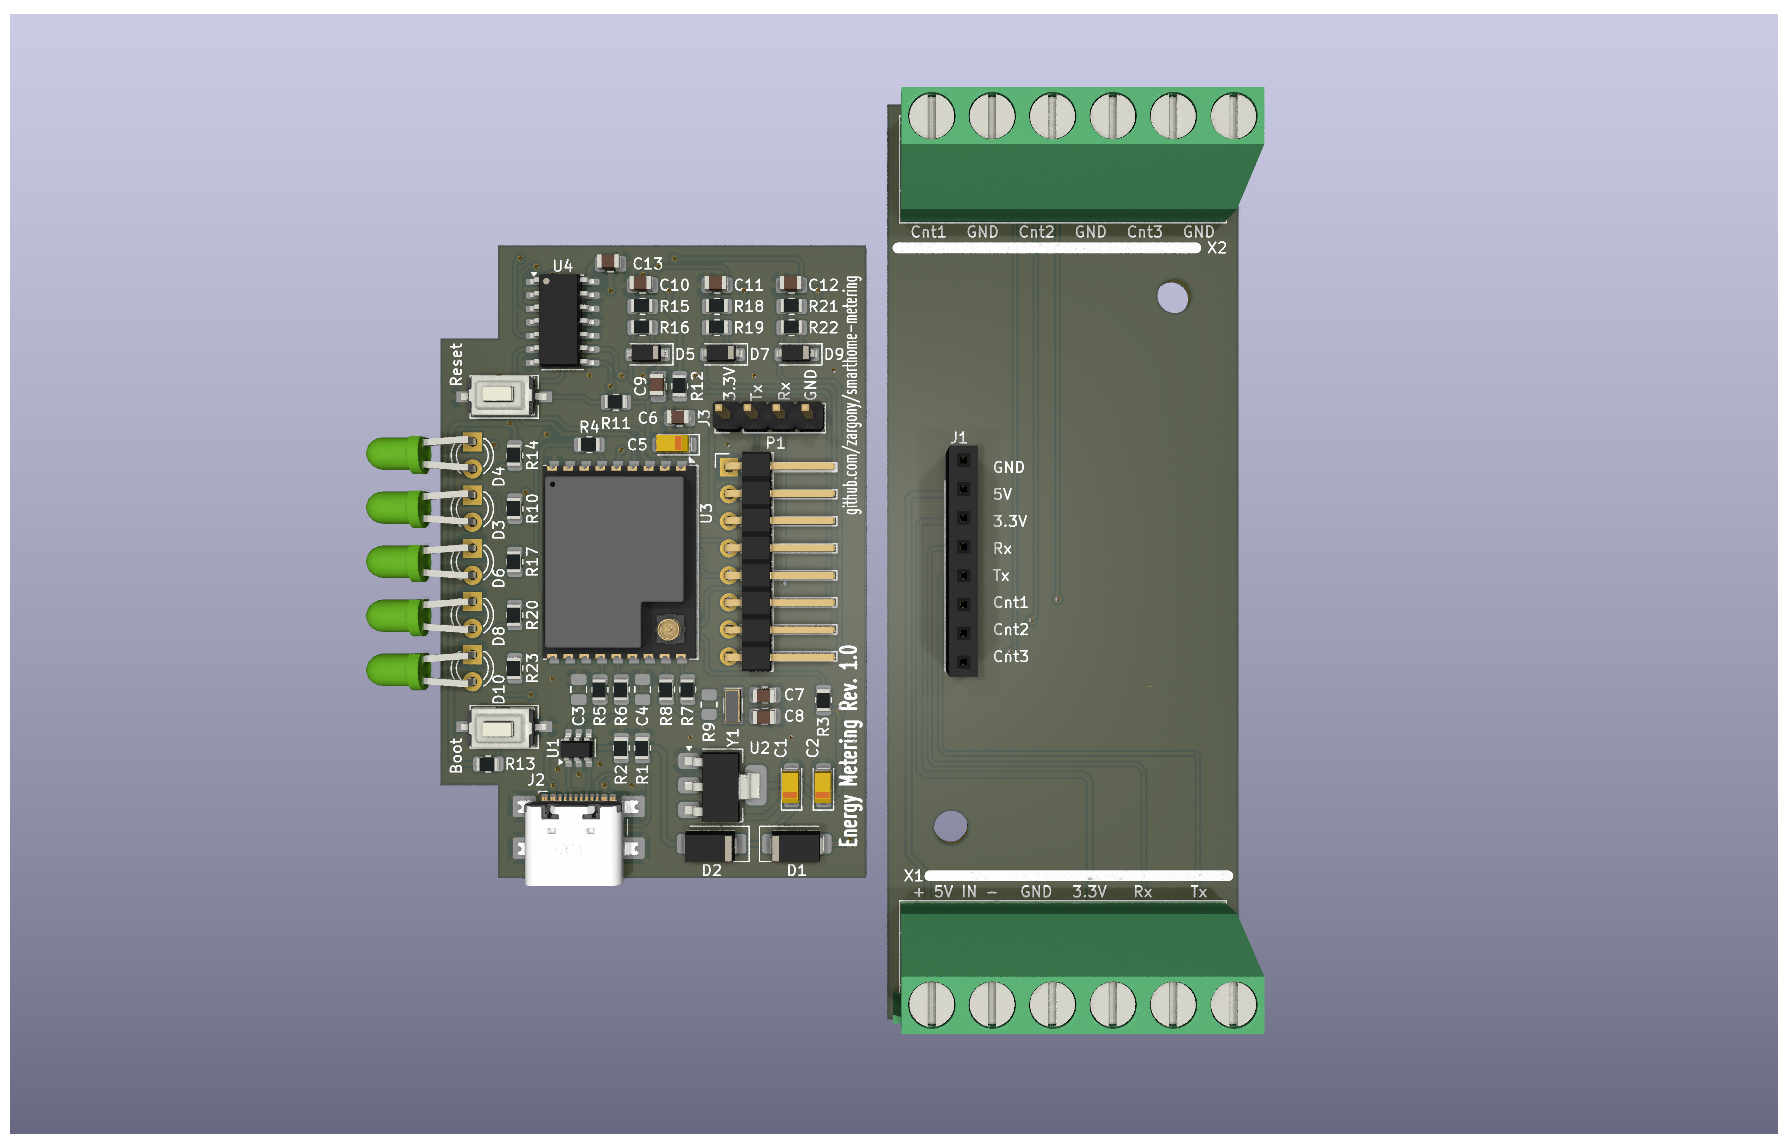 U4
C13
C10
C11
C12
R15
R18
R21
R16
R19
R22
D5
D7
D9
Reset
C9
R12
3.3V
Tx
Rx
GND
R11
C6
J3
R4
C5
P1
github.com/zargony/smarthome-metering
R14
D4
R10
D3
R17
D6
R20
D8
R23
D10
U3
C3
R5
R6
C4
R8
R7
R9
Y1
C7
C8
R3
Boot
R13
U1
R2
R1
U2
C1
C2
J2
D2
D1
Energy Metering Rev. 1.0
Cnt1 GND Cnt2 GND Cnt3 GND
X2
J1
GND
5V
3.3V
Rx
Tx
Cnt1
Cnt2
Cnt3
X1
+ 5V IN - GND 3.3V Rx Tx